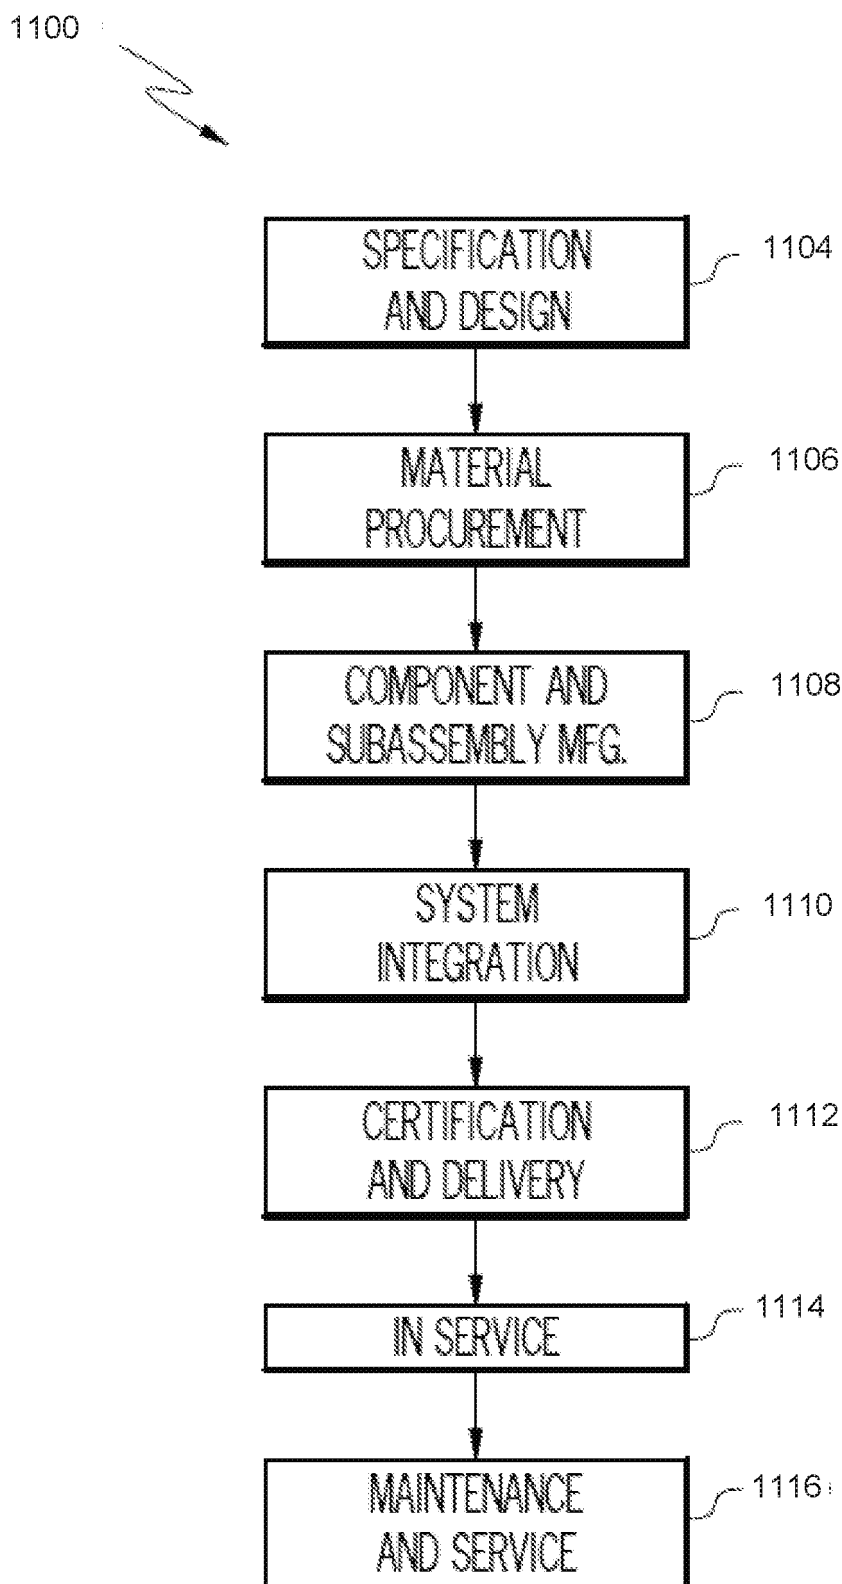 1100
SPECIFICATION
AND DESIGN
1104
MATERIAL
PROCUREMENT
1106
COMPONENT AND
SUBASSEMBLY MFG.
1108
SYSTEM
INTEGRATION
1110
CERTIFICATION
AND DELIVERY
1112
IN SERVICE
1114
MAINTENANCE
AND SERVICE
1116